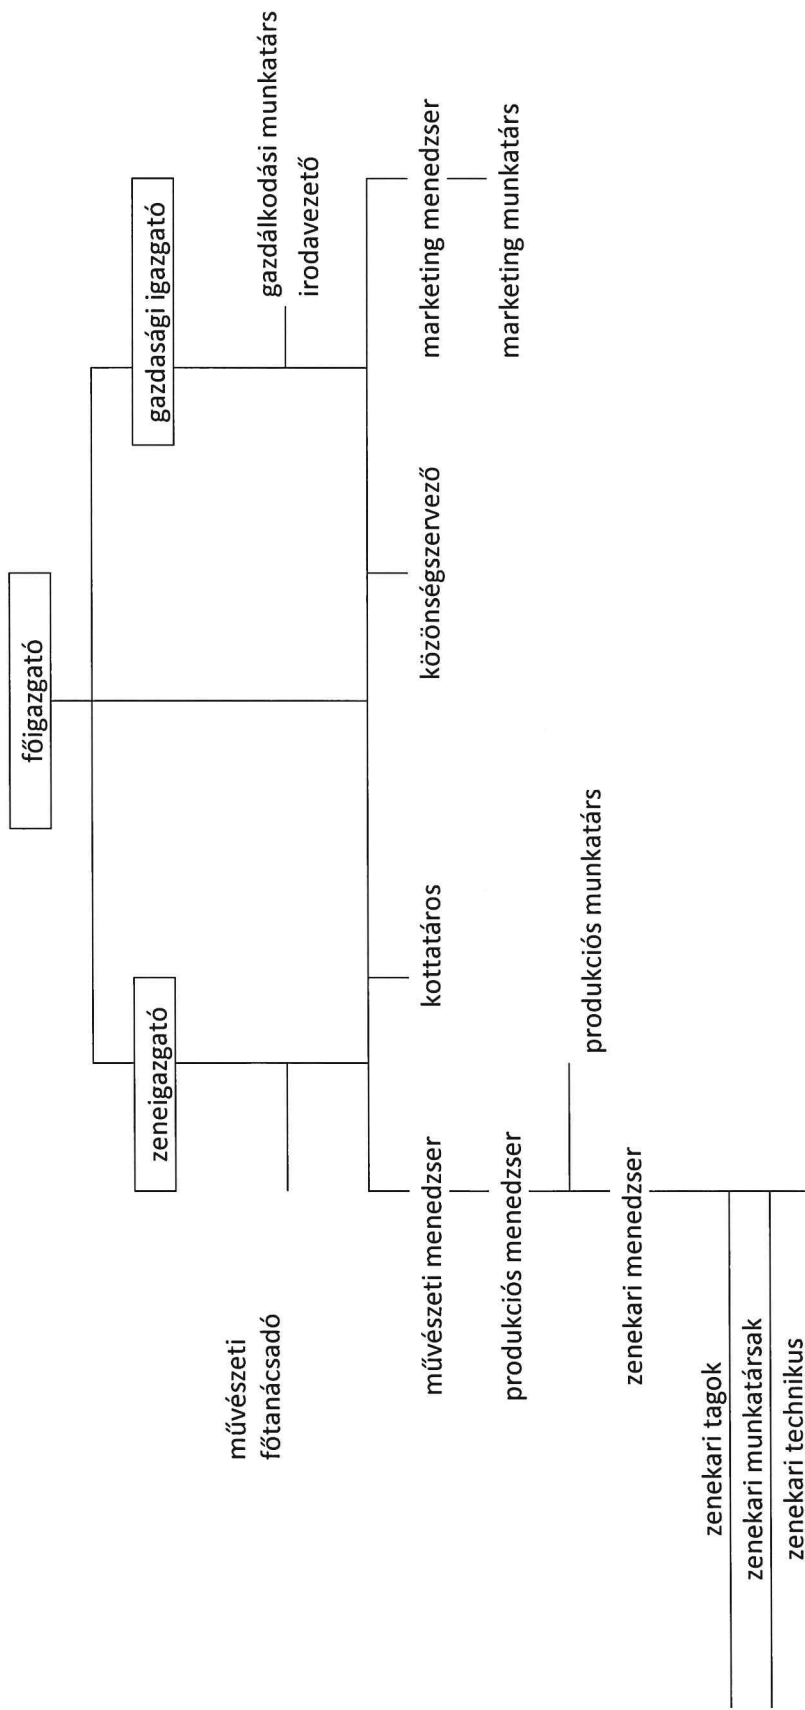 főigazgató
zeneigazgató
gazdasági igazgató
művészeti
főtanácsadó
gazdálkodási munkatárs
irodavezető
művészeti menedzser
kottatáros
közönségszervező
marketing menedzser
produkciós menedzser
marketing munkatárs
produkciós munkatárs
zenekari menedzser
zenekari tagok
zenekari munkatársak
zenekari technikus